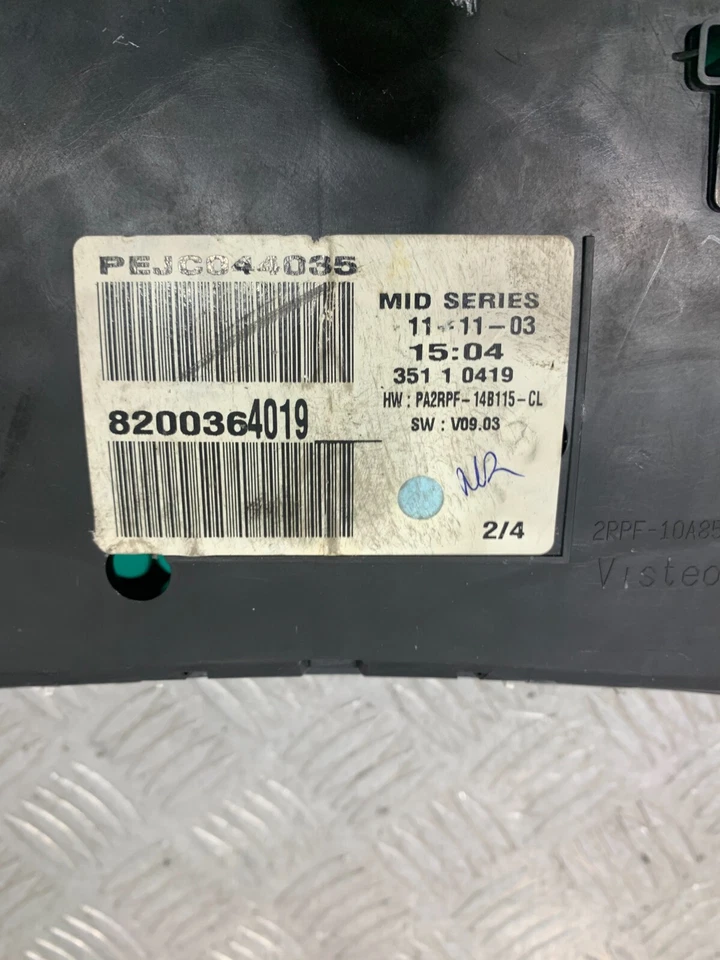 PEJC044035
MID SERIES
11-11-03
15:04
351 1 0419
HW : PA2RPF-14B115-CL
8200364019
SW : V09.03
2/4
2RPF-10A85
Visteo